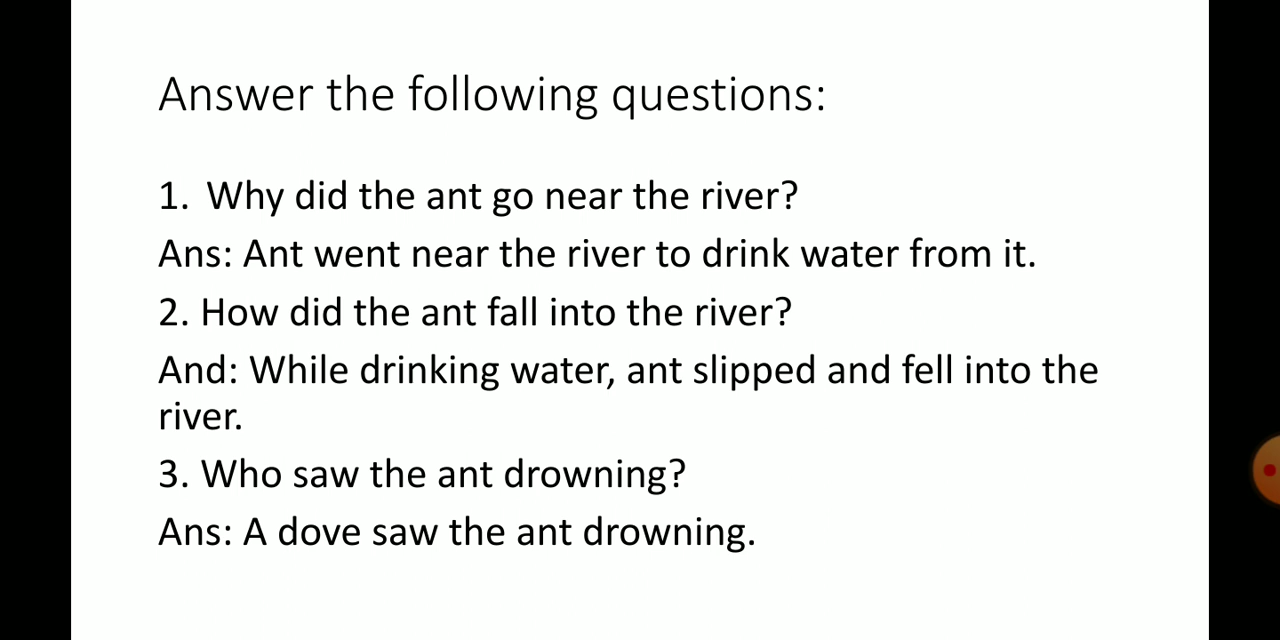 Answer the following questions:
1. Why did the ant go near the river?
Ans: Ant went near the river to drink water from it.
2. How did the ant fall into the river?
And: While drinking water, ant slipped and fell into the
river.
3. Who saw the ant drowning?
Ans: A dove saw the ant drowning.